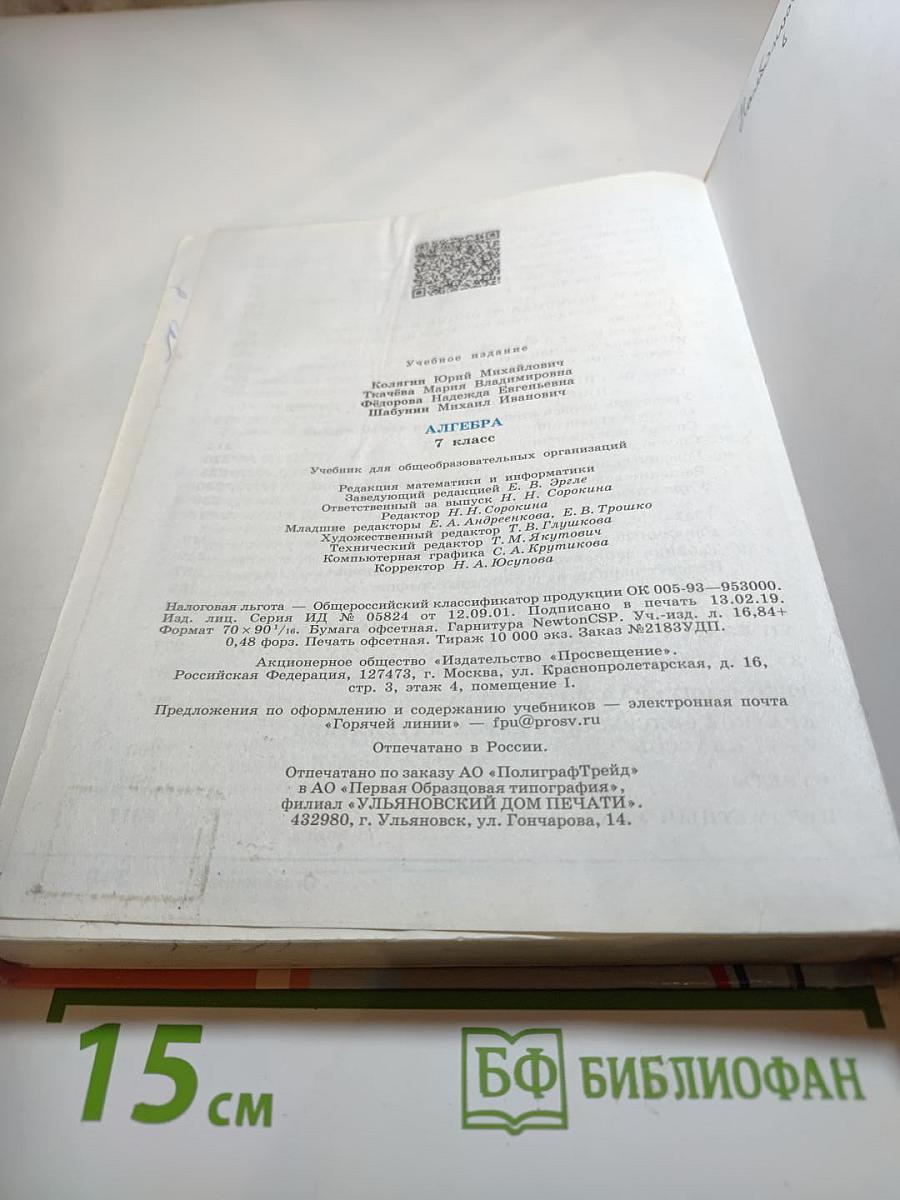 Учебное издание
Колягин Юрий Михайлович
Ткачёва Мария Владимировна
Фёдорова Надежда Евгеньевна
Шабунин Михаил Иванович
АЛГЕБРА
7 класс
Учебник для общеобразовательных организаций
Редакция математики и информатики
Заведующий редакцией Е. В. Эргле
Ответственный за выпуск Н. Н. Сорокина
Редактор Н. Н. Сорокина
Младшие редакторы Е. А. Андреенкова, Е. В. Трошко
Художественный редактор Т. В. Глушкова
Технический редактор Т. М. Якутович
Компьютерная графика С. А. Крутикова
Корректор Н. А. Юсупова
Налоговая льгота — Общероссийский классификатор продукции ОК 005-93—953000.
Изд. лиц. Серия ИД № 05824 от 12.09.01. Подписано в печать 13.02.19.
Формат 70 × 90 1/16. Бумага офсетная. Гарнитура NewtonCSP. Уч.-изд. л. 16,84+
0,48 форз. Печать офсетная. Тираж 10 000 экз. Заказ №2183УДП.
Акционерное общество «Издательство «Просвещение».
Российская Федерация, 127473, г. Москва, ул. Краснопролетарская, д. 16,
стр. 3, этаж 4, помещение I.
Предложения по оформлению и содержанию учебников — электронная почта
«Горячей линии» — fpu@prosv.ru
Отпечатано в России.
Отпечатано по заказу АО «ПолиграфТрейд»
в АО «Первая Образцовая типография»,
филиал «УЛЬЯНОВСКИЙ ДОМ ПЕЧАТИ».
432980, г. Ульяновск, ул. Гончарова, 14.
15 см
БФ БИБЛИОФАН